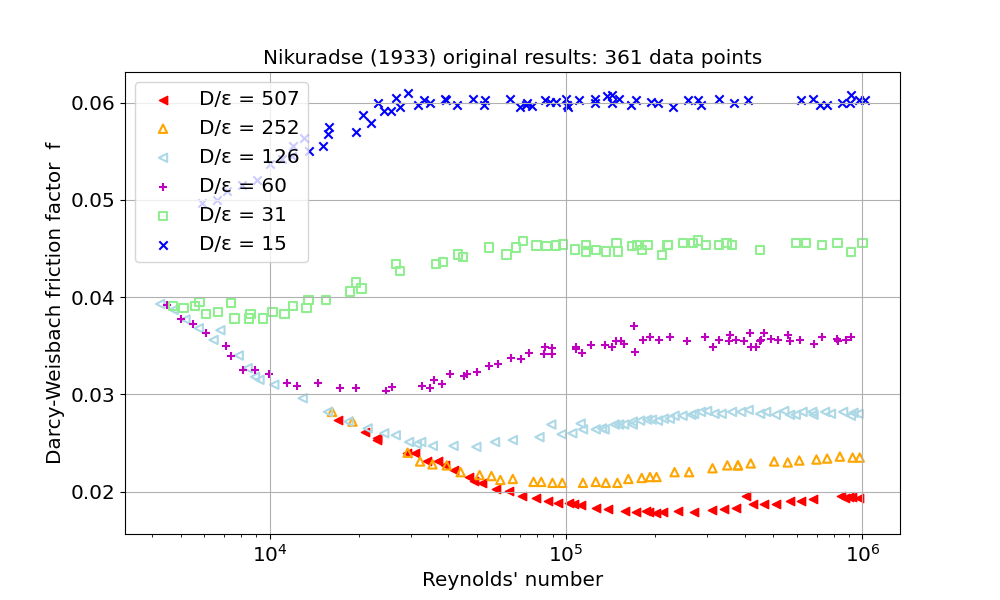 Nikuradse (1933) original results: 361 data points
D/ε = 507
D/ε = 252
D/ε = 126
D/ε = 60
D/ε = 31
D/ε = 15
Darcy-Weisbach friction factor f
0.06
0.05
0.04
0.03
0.02
10⁴ 10⁵ 10⁶
Reynolds' number